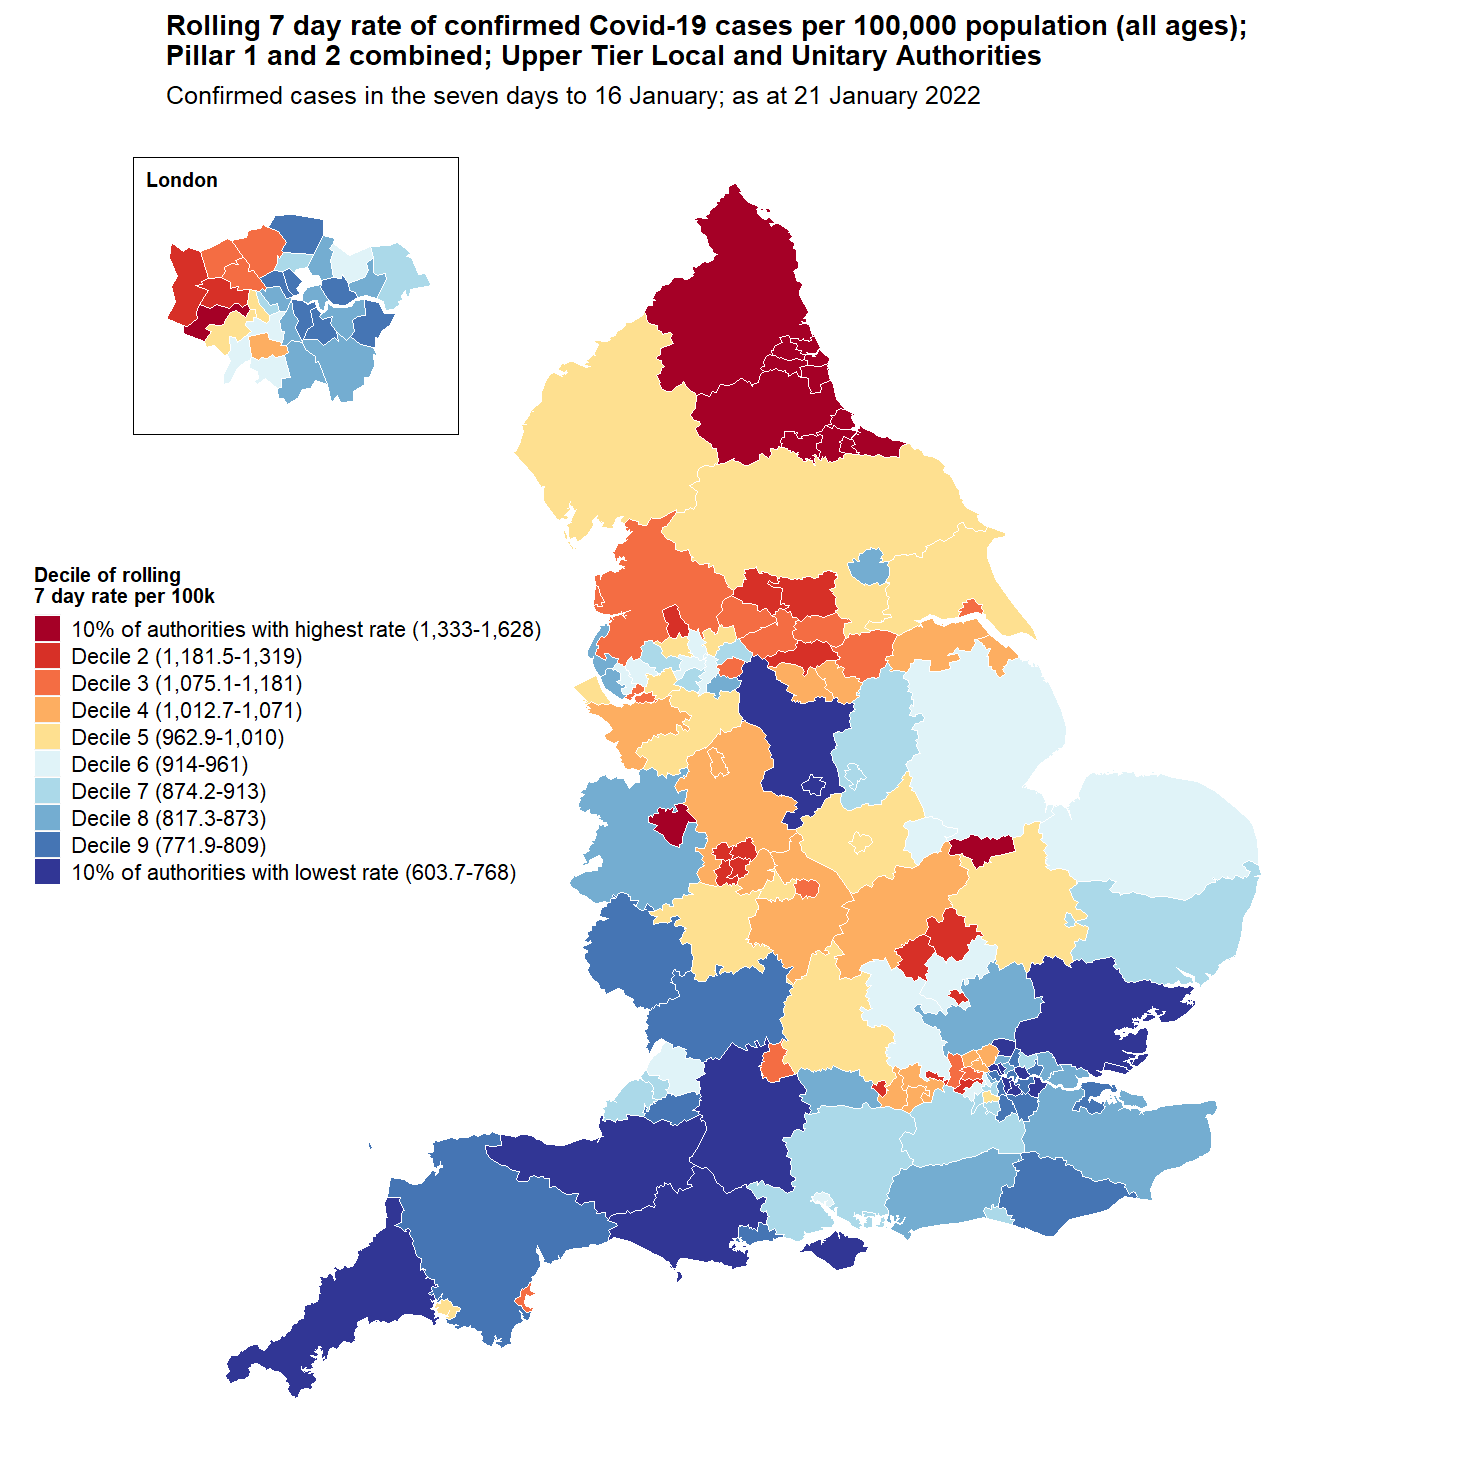 Rolling 7 day rate of confirmed Covid-19 cases per 100,000 population (all ages);
Pillar 1 and 2 combined; Upper Tier Local and Unitary Authorities
Confirmed cases in the seven days to 16 January; as at 21 January 2022
London
Decile of rolling
7 day rate per 100k
10% of authorities with highest rate (1,333-1,628)
Decile 2 (1,181.5-1,319)
Decile 3 (1,075.1-1,181)
Decile 4 (1,012.7-1,071)
Decile 5 (962.9-1,010)
Decile 6 (914-961)
Decile 7 (874.2-913)
Decile 8 (817.3-873)
Decile 9 (771.9-809)
10% of authorities with lowest rate (603.7-768)